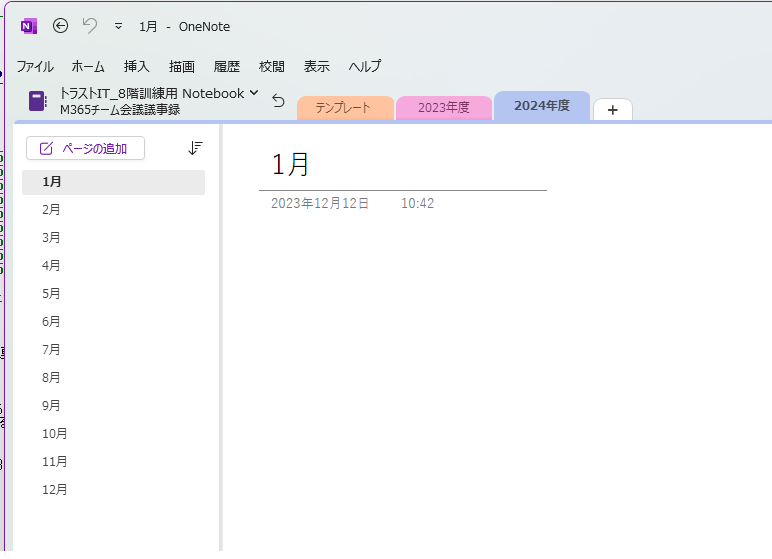 1月 - OneNote
ファイル ホーム 挿入 描画 履歴 校閲 表示 ヘルプ
トラストIT_8階訓練用 Notebook
M365チーム会議議事録
テンプレート 2023年度 2024年度 +
ページの追加
1月
2月
3月
4月
5月
6月
7月
8月
9月
10月
11月
12月
1月
2023年12月12日 10:42